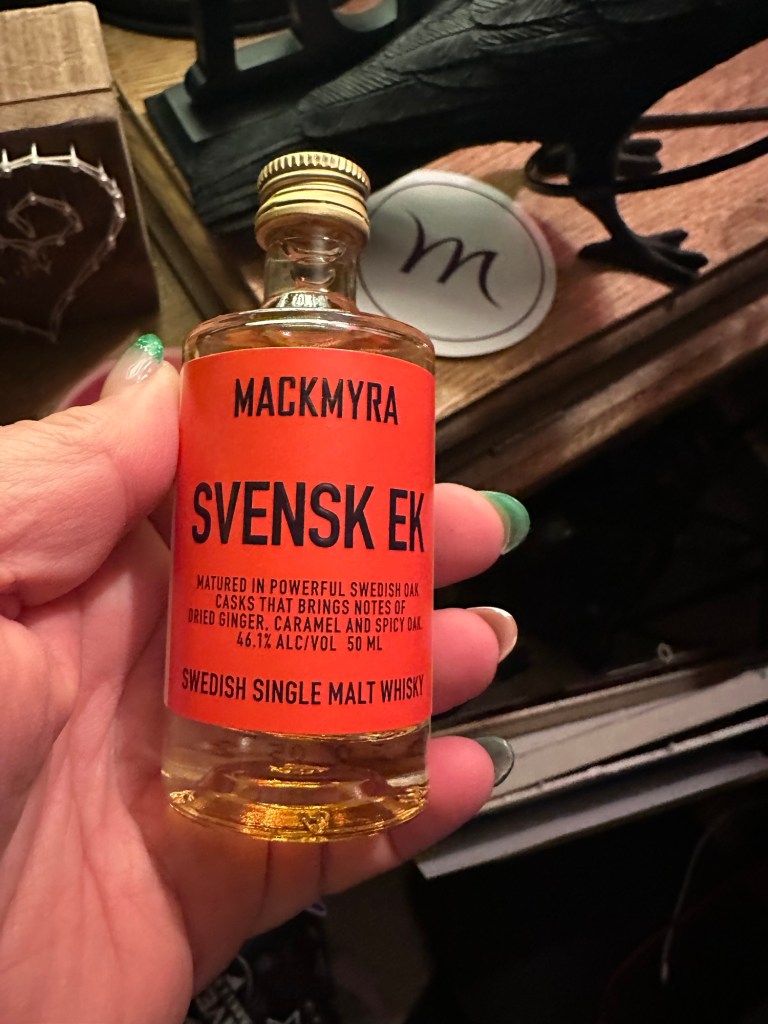 m
MACKMYRA
SVENSK EK
MATURED IN POWERFUL SWEDISH OAK
CASKS THAT BRINGS NOTES OF
DRIED GINGER, CARAMEL AND SPICY OAK.
46.1% ALC/VOL 50 ML
SWEDISH SINGLE MALT WHISKY